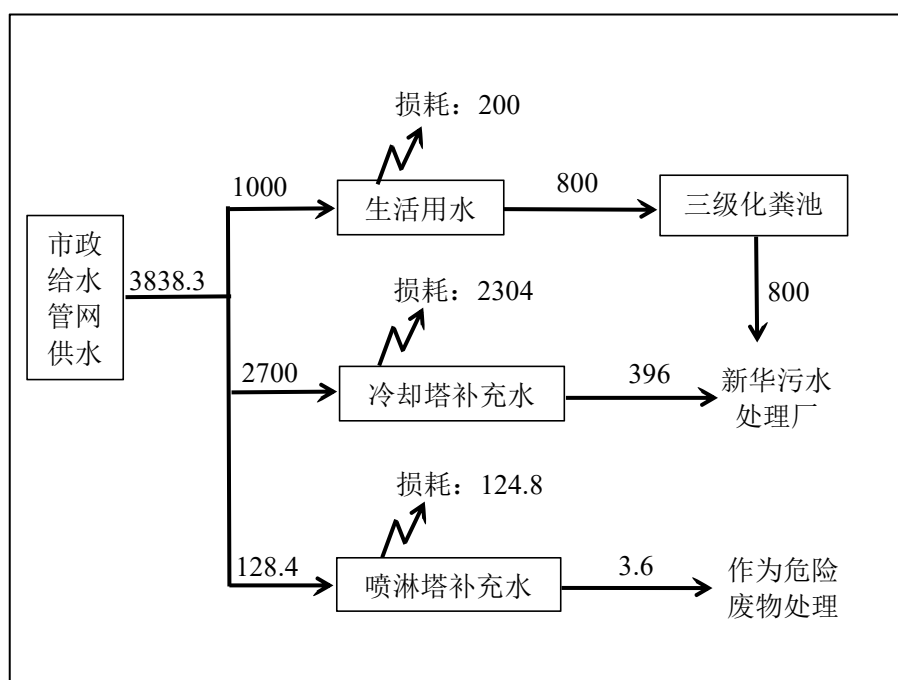 损耗：200
1000
生活用水
800
三级化粪池
市政
给水
管网
供水
3838.3
800
损耗：2304
2700
冷却塔补充水
396
新华污水
处理厂
损耗：124.8
128.4
喷淋塔补充水
3.6
作为危险
废物处理